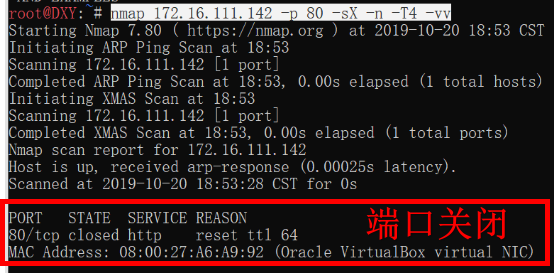 root@DXY: # nmap 172.16.111.142 -p 80 -sX -n -T4 -vv
Starting Nmap 7.80 ( https://nmap.org ) at 2019-10-20 18:53 CST
Initiating ARP Ping Scan at 18:53
Scanning 172.16.111.142 [1 port]
Completed ARP Ping Scan at 18:53, 0.00s elapsed (1 total hosts)
Initiating XMAS Scan at 18:53
Scanning 172.16.111.142 [1 port]
Completed XMAS Scan at 18:53, 0.00s elapsed (1 total ports)
Nmap scan report for 172.16.111.142
Host is up, received arp-response (0.00025s latency).
Scanned at 2019-10-20 18:53:28 CST for 0s
PORT STATE SERVICE REASON
端口关闭
80/tcp closed http reset ttl 64
MAC Address: 08:00:27:A6:A9:92 (Oracle VirtualBox virtual NIC)